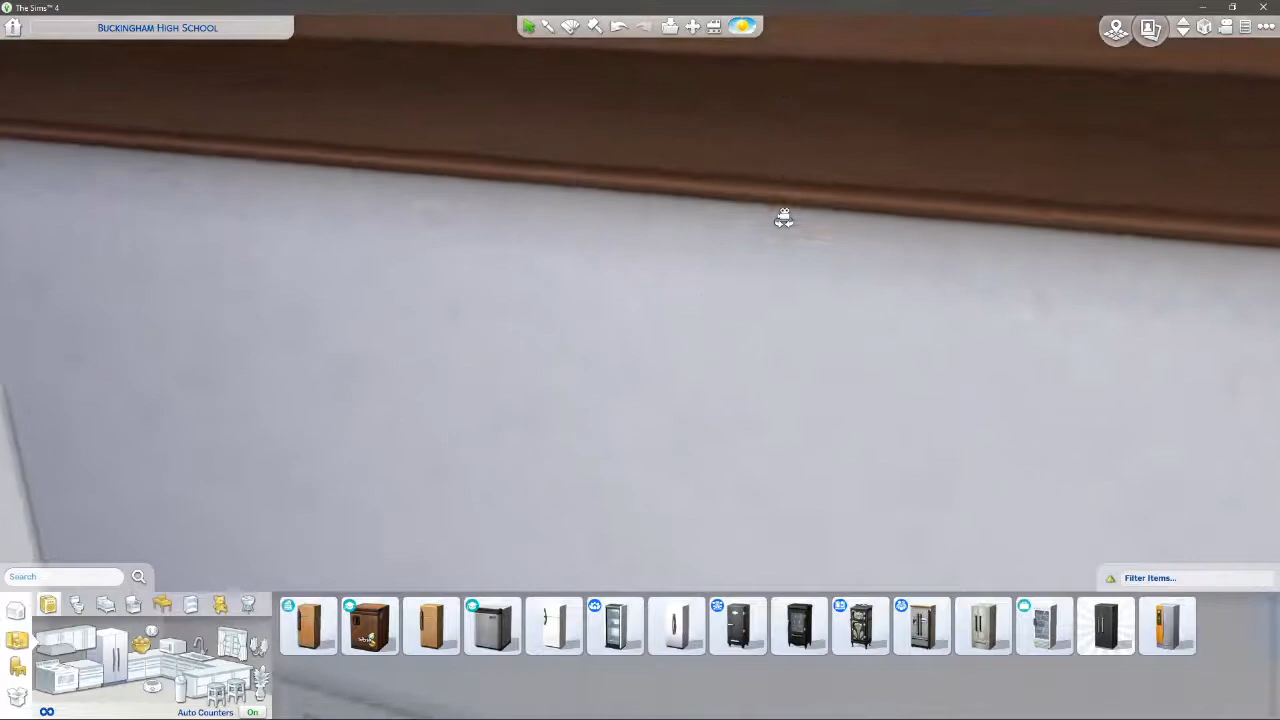 The Sims™ 4
Buckingham High School
Search
Filter Items...
Auto Counters On